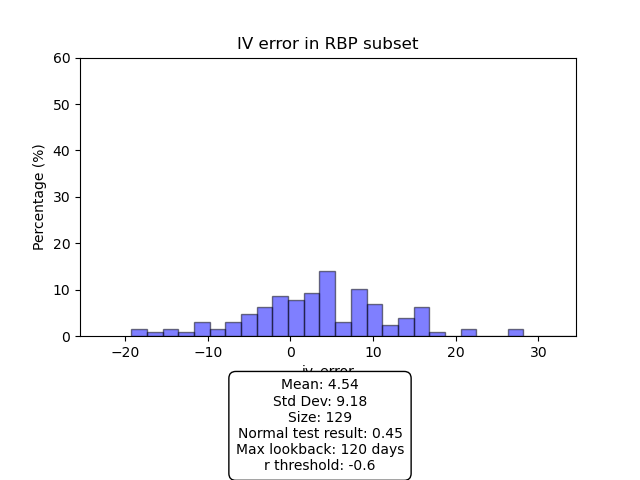 IV error in RBP subset
60
50
40
30
20
10
0
Percentage (%)
−20
−10
0
10
20
30
iv_error
Mean: 4.54
Std Dev: 9.18
Size: 129
Normal test result: 0.45
Max lookback: 120 days
r threshold: -0.6